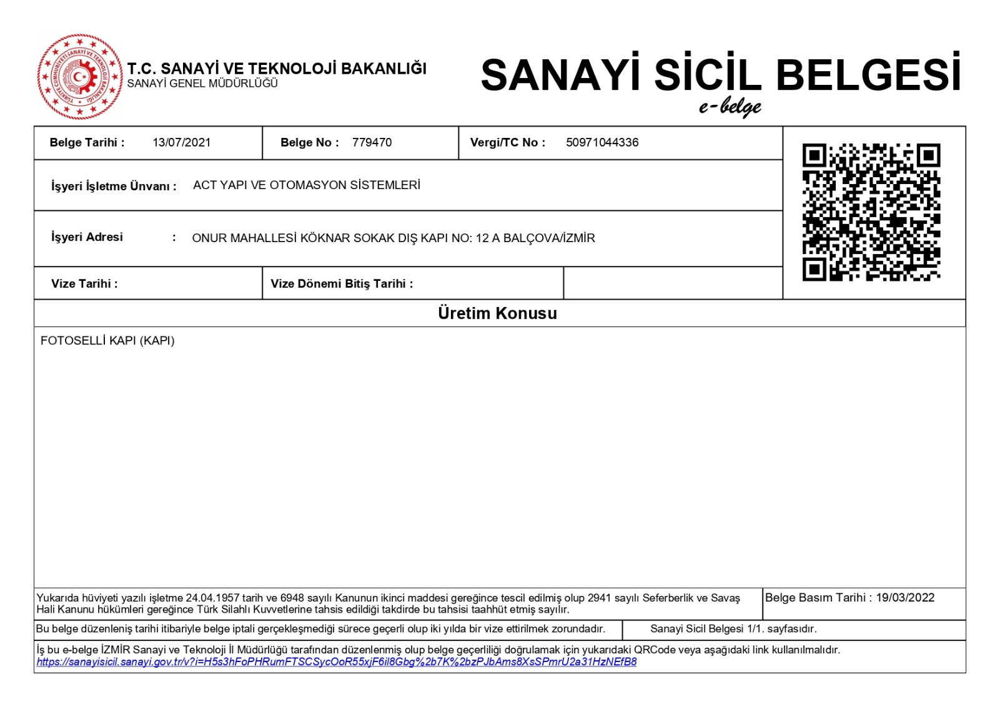 TÜRKİYE CUMHURİYETİ SANAYİ VE TEKNOLOJİ BAKANLIĞI
T.C. SANAYİ VE TEKNOLOJİ BAKANLIĞI
SANAYİ GENEL MÜDÜRLÜĞÜ
SANAYİ SİCİL BELGESİ
e-belge
Belge Tarihi : 13/07/2021 Belge No : 779470 Vergi/TC No : 50971044336
İşyeri İşletme Ünvanı : ACT YAPI VE OTOMASYON SİSTEMLERİ
İşyeri Adresi : ONUR MAHALLESİ KÖKNAR SOKAK DIŞ KAPI NO: 12 A BALÇOVA/İZMİR
Vize Tarihi : Vize Dönemi Bitiş Tarihi :
Üretim Konusu
FOTOSELLİ KAPI (KAPI)
Yukarıda hüviyeti yazılı işletme 24.04.1957 tarih ve 6948 sayılı Kanunun ikinci maddesi gereğince tescil edilmiş olup 2941 sayılı Seferberlik ve Savaş
Hali Kanunu hükümleri gereğince Türk Silahlı Kuvvetlerine tahsis edildiği takdirde bu tahsisi taahhüt etmiş sayılır.
Belge Basım Tarihi : 19/03/2022
Bu belge düzenleniş tarihi itibariyle belge iptali gerçekleşmediği sürece geçerli olup iki yılda bir vize ettirilmek zorundadır.
Sanayi Sicil Belgesi 1/1. sayfasıdır.
İş bu e-belge İZMİR Sanayi ve Teknoloji İl Müdürlüğü tarafından düzenlenmiş olup belge geçerliliği doğrulamak için yukarıdaki QRCode veya aşağıdaki link kullanılmalıdır.
https://sanayisicil.sanayi.gov.tr/v?i=H5s3hFoPHRumFTSCSycOoR55xjF6il8Gbg%2b7K%2bzPJbAms8XsSPmrU2a31HzNEfB8